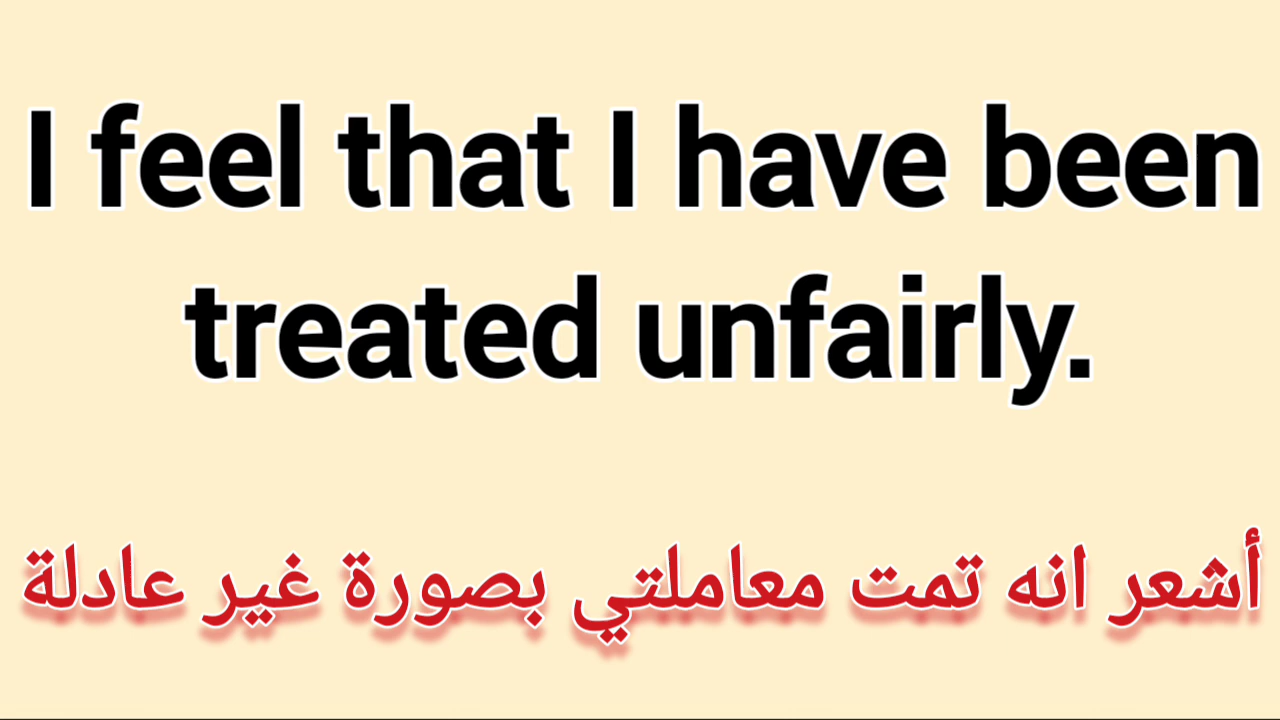 I feel that I have been
treated unfairly.
أشعر انه تمت معاملتي بصورة غير عادلة